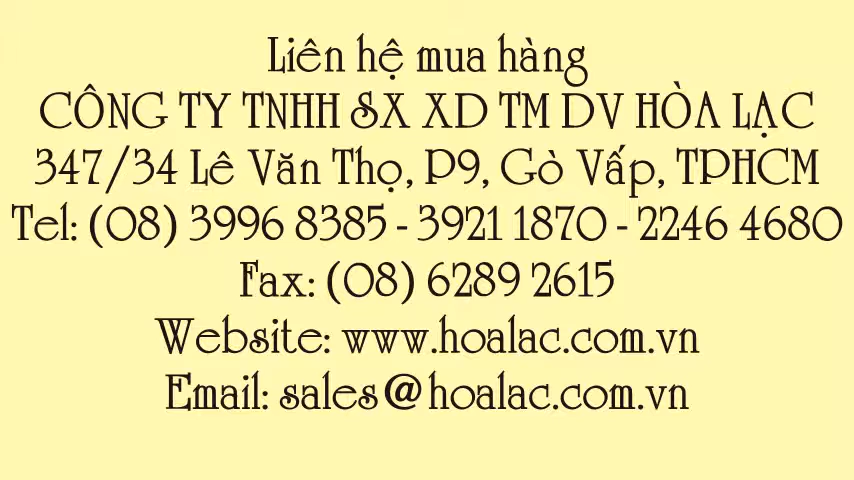 Liên hệ mua hàng
CÔNG TY TNHH SX XD TM DV HÒA LẠC
347/34 Lê Văn Thọ, P9, Gò Vấp, TPHCM
Tel: (08) 3996 8385 - 3921 1870 - 2246 4680
Fax: (08) 6289 2615
Website: www.hoalac.com.vn
Email: sales@hoalac.com.vn